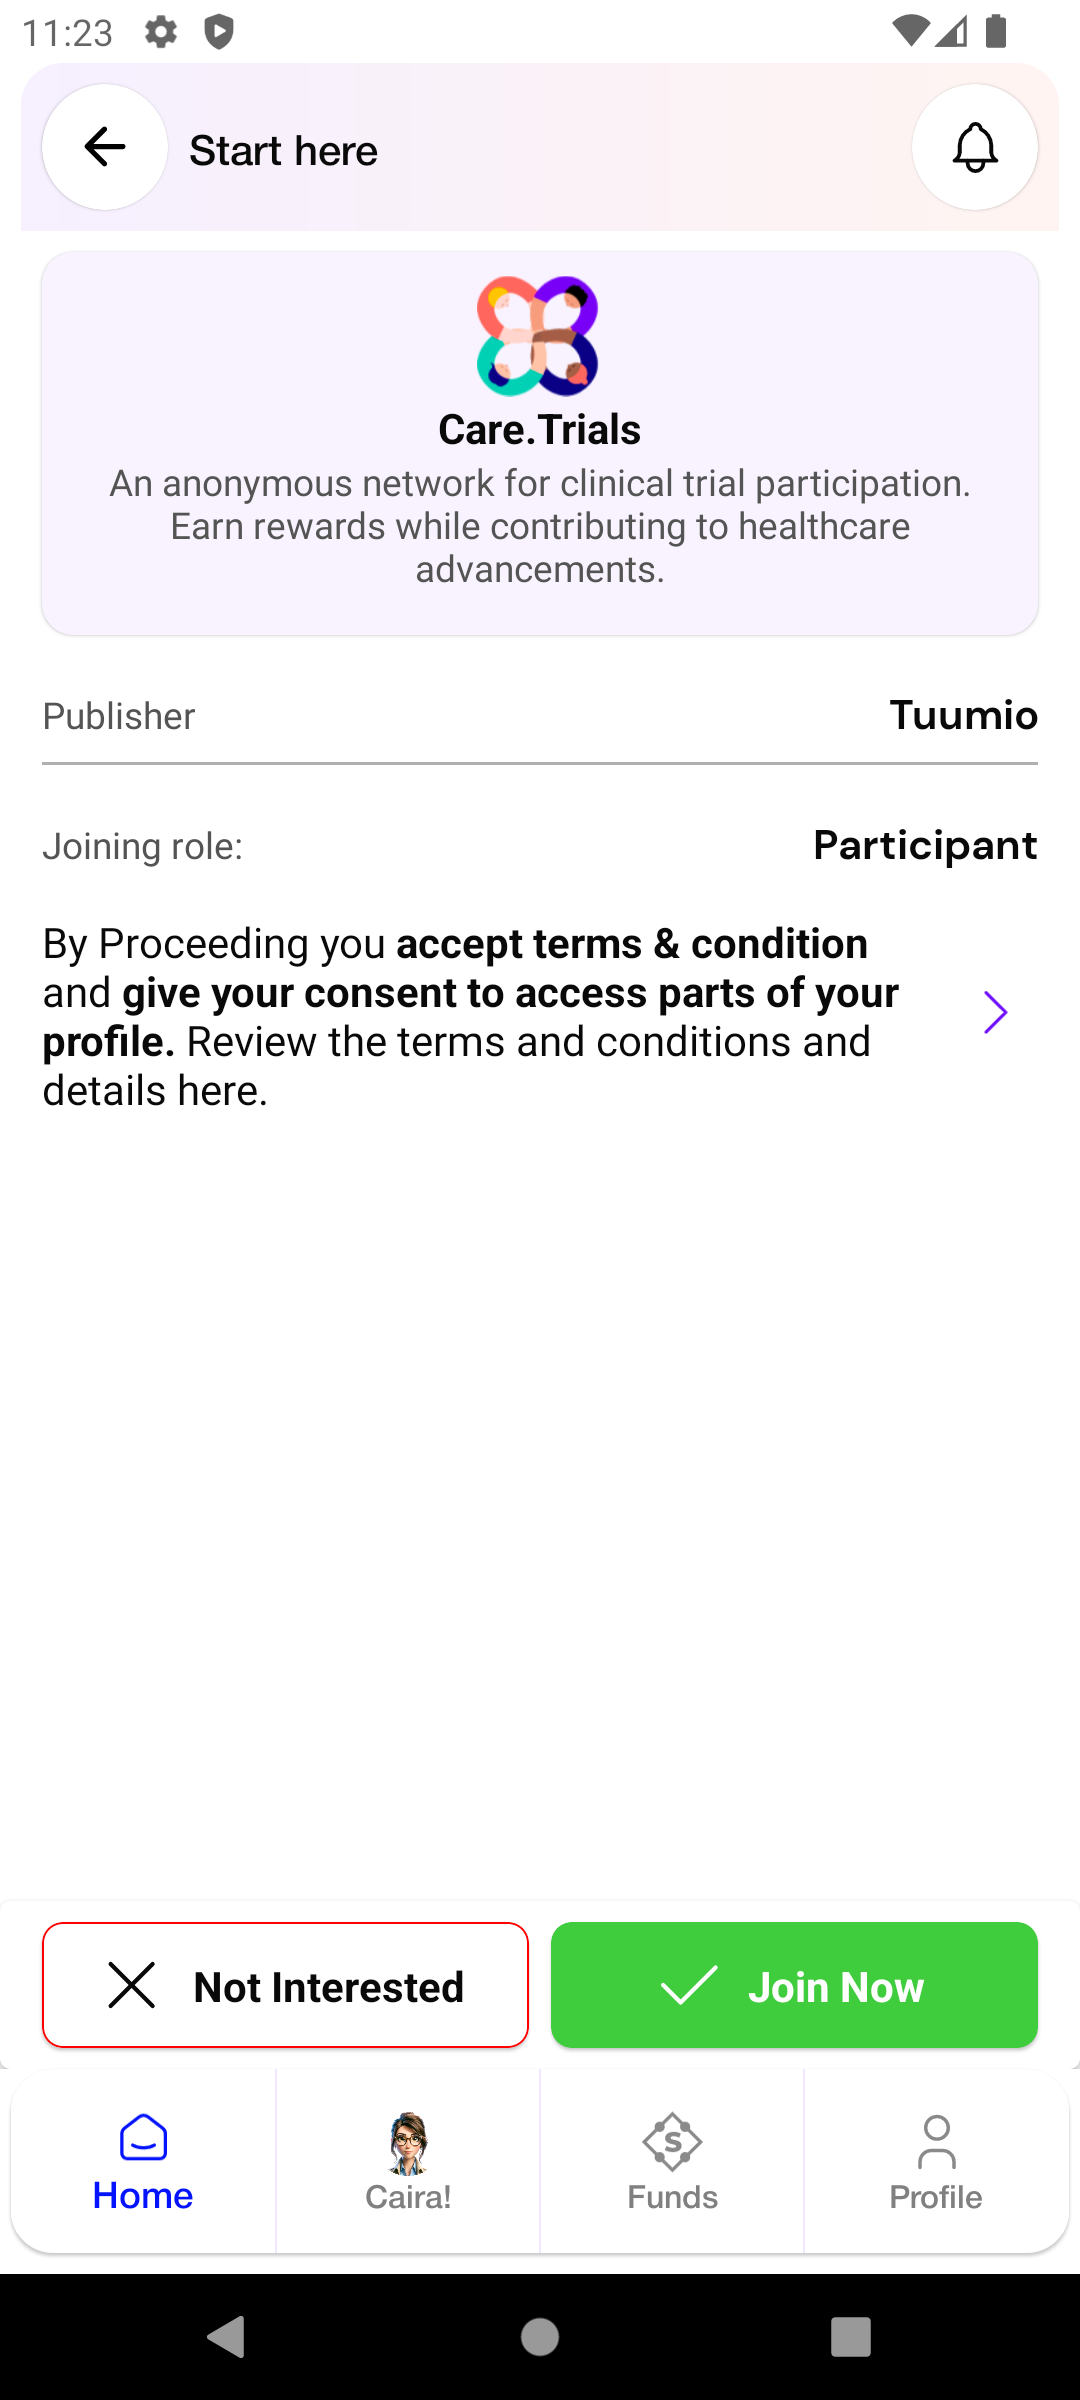 11:23
Start here
Care.Trials
An anonymous network for clinical trial participation.
Earn rewards while contributing to healthcare
advancements.
Publisher
Tuumio
Joining role:
Participant
By Proceeding you accept terms & condition
and give your consent to access parts of your
profile. Review the terms and conditions and
details here.
Not Interested
Join Now
Home
Caira!
Funds
Profile